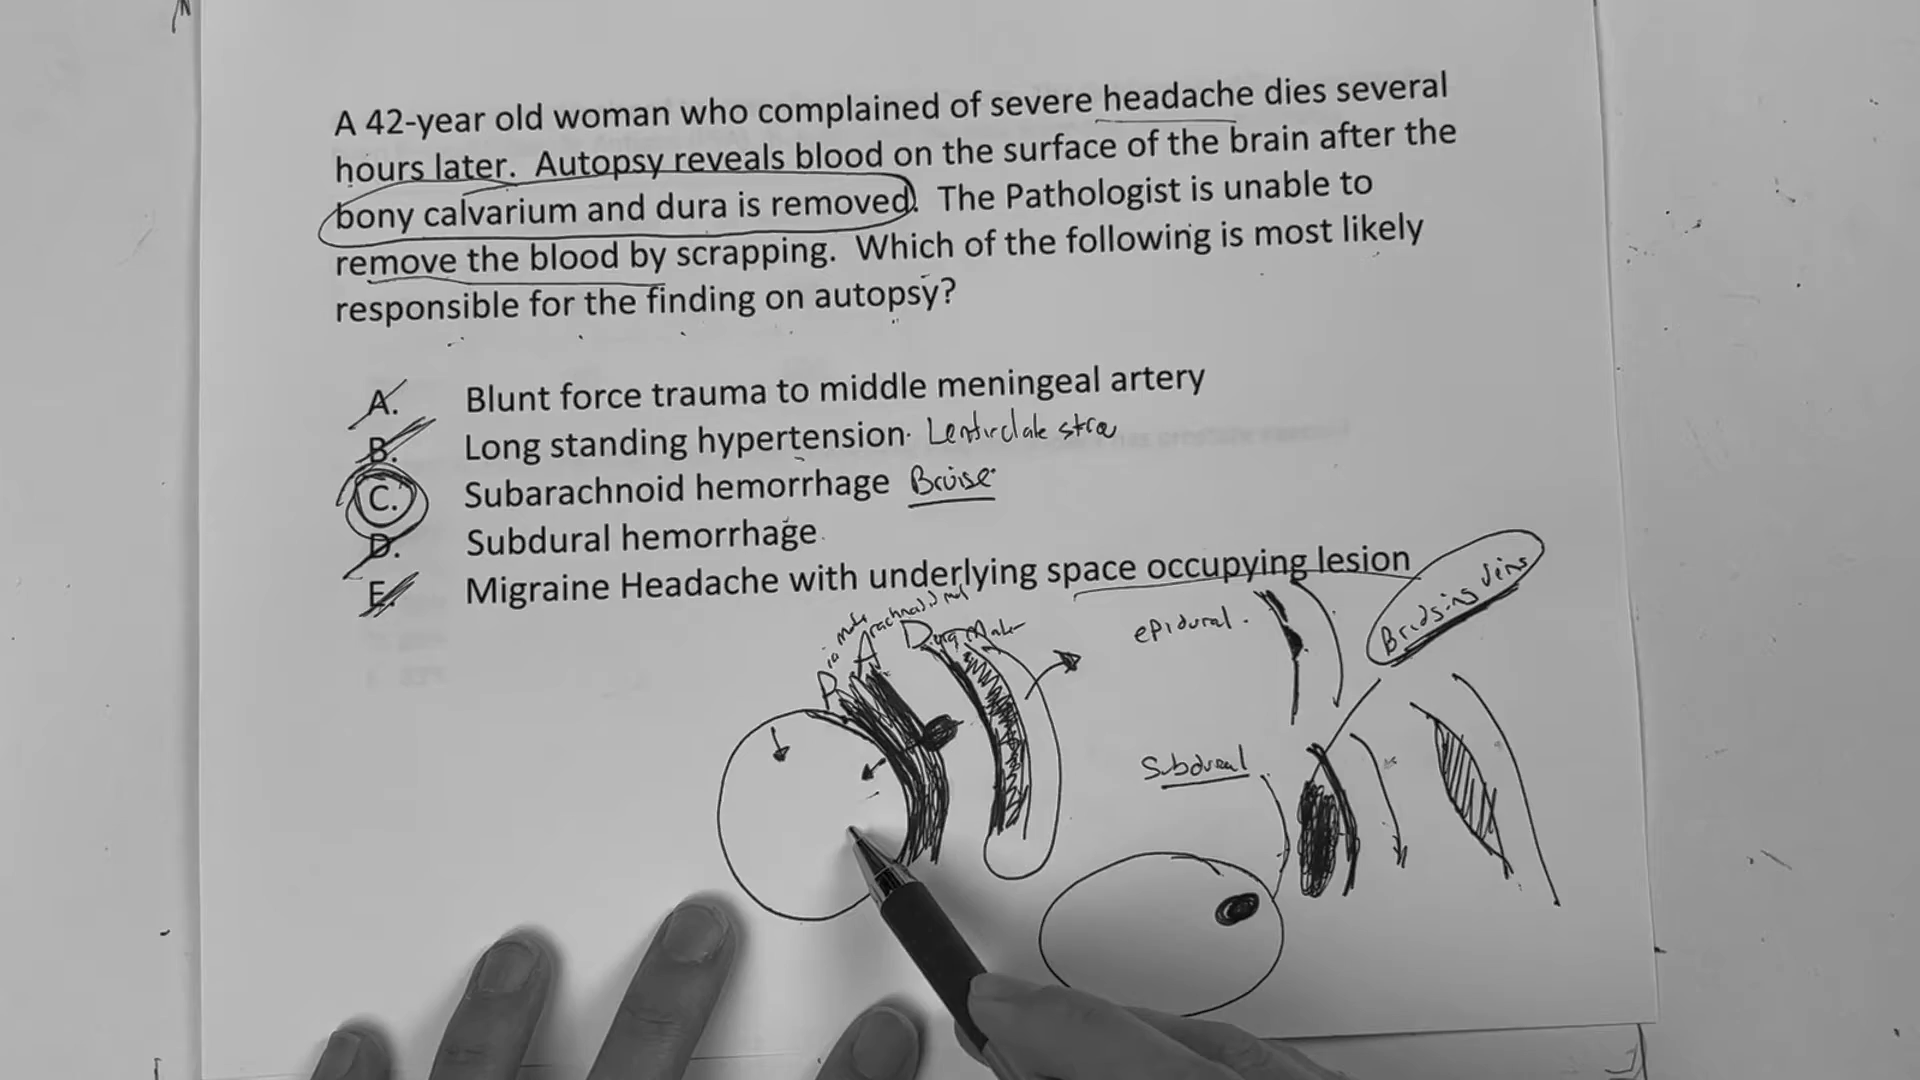 A 42-year old woman who complained of severe headache dies several
hours later. Autopsy reveals blood on the surface of the brain after the
bony calvarium and dura is removed. The Pathologist is unable to
remove the blood by scrapping. Which of the following is most likely
responsible for the finding on autopsy?
A. Blunt force trauma to middle meningeal artery
B. Long standing hypertension.
C. Subarachnoid hemorrhage Bruise
D. Subdural hemorrhage
E. Migraine Headache with underlying space occupying lesion
Dura
epidural.
Subdural